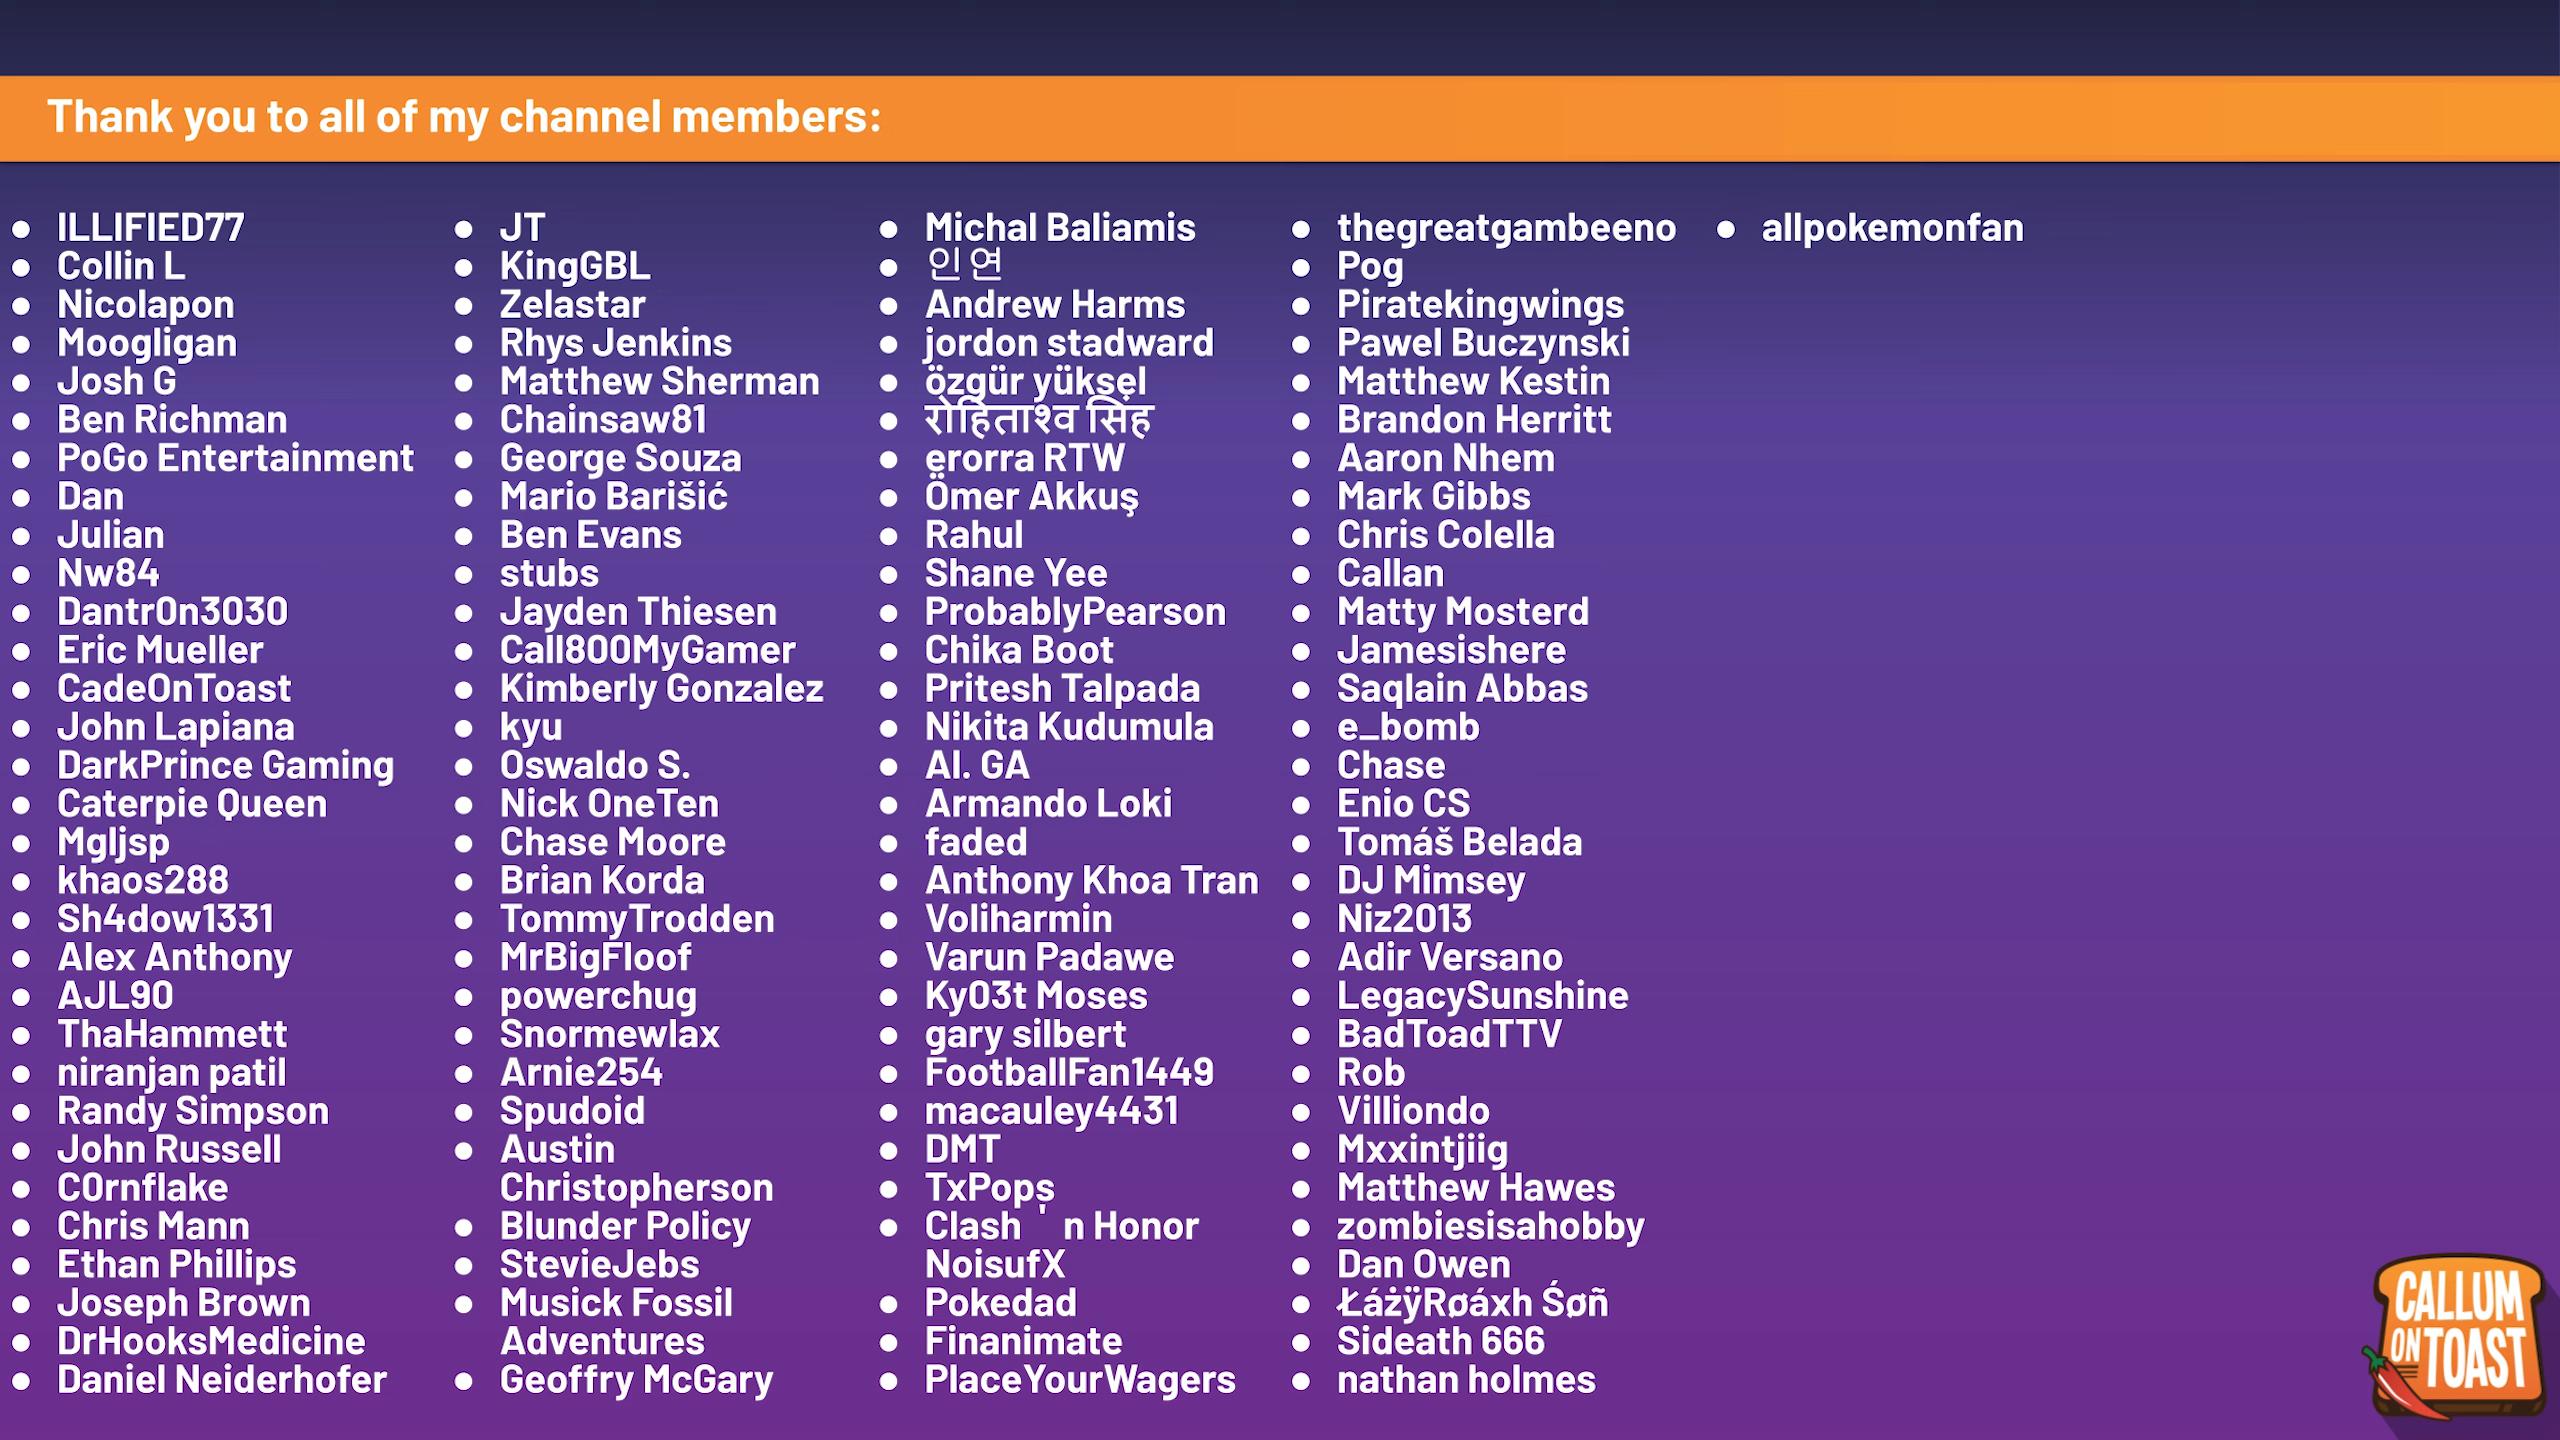 Thank you to all of my channel members:
ILLIFIED77
Collin L
Nicolapon
Moogligan
Josh G
Ben Richman
PoGo Entertainment
Dan
Julian
Nw84
Dantr0n3030
Eric Mueller
CadeOnToast
John Lapiana
DarkPrince Gaming
Caterpie Queen
Mgljsp
khaos288
Sh4dow1331
Alex Anthony
AJL90
ThaHammett
niranjan patil
Randy Simpson
John Russell
C0rnflake
Chris Mann
Ethan Phillips
Joseph Brown
DrHooksMedicine
Daniel Neiderhofer
JT
KingGBL
Zelastar
Rhys Jenkins
Matthew Sherman
Chainsaw81
George Souza
Mario Barišić
Ben Evans
stubs
Jayden Thiesen
Call800MyGamer
Kimberly Gonzalez
kyu
Oswaldo S.
Nick OneTen
Chase Moore
Brian Korda
TommyTrodden
MrBigFloof
powerchug
Snormewlax
Arnie254
Spudoid
Austin
Christopherson
Blunder Policy
StevieJebs
Musick Fossil
Adventures
Geoffry McGary
Michal Baliamis
인연
Andrew Harms
jordon stadward
özgür yüksel
रोहिताश्व सिंह
erorra RTW
Ömer Akkuş
Rahul
Shane Yee
ProbablyPearson
Chika Boot
Pritesh Talpada
Nikita Kudumula
Al. GA
Armando Loki
faded
Anthony Khoa Tran
Voliharmin
Varun Padawe
Ky03t Moses
gary silbert
FootballFan1449
macauley4431
DMT
TxPops
Clash ' n Honor
NoisufX
Pokedad
Finanimate
PlaceYourWagers
thegreatgambeeno
Pog
Piratekingwings
Pawel Buczynski
Matthew Kestin
Brandon Herritt
Aaron Nhem
Mark Gibbs
Chris Colella
Callan
Matty Mosterd
Jamesishere
Saqlain Abbas
e_bomb
Chase
Enio CS
Tomáš Belada
DJ Mimsey
Niz2013
Adir Versano
LegacySunshine
BadToadTTV
Rob
Villiondo
Mxxintjiig
Matthew Hawes
zombiesisahobby
Dan Owen
ŁáżÿRøáxh Śøñ
Sideath 666
nathan holmes
allpokemonfan
CALLUM
ON TOAST